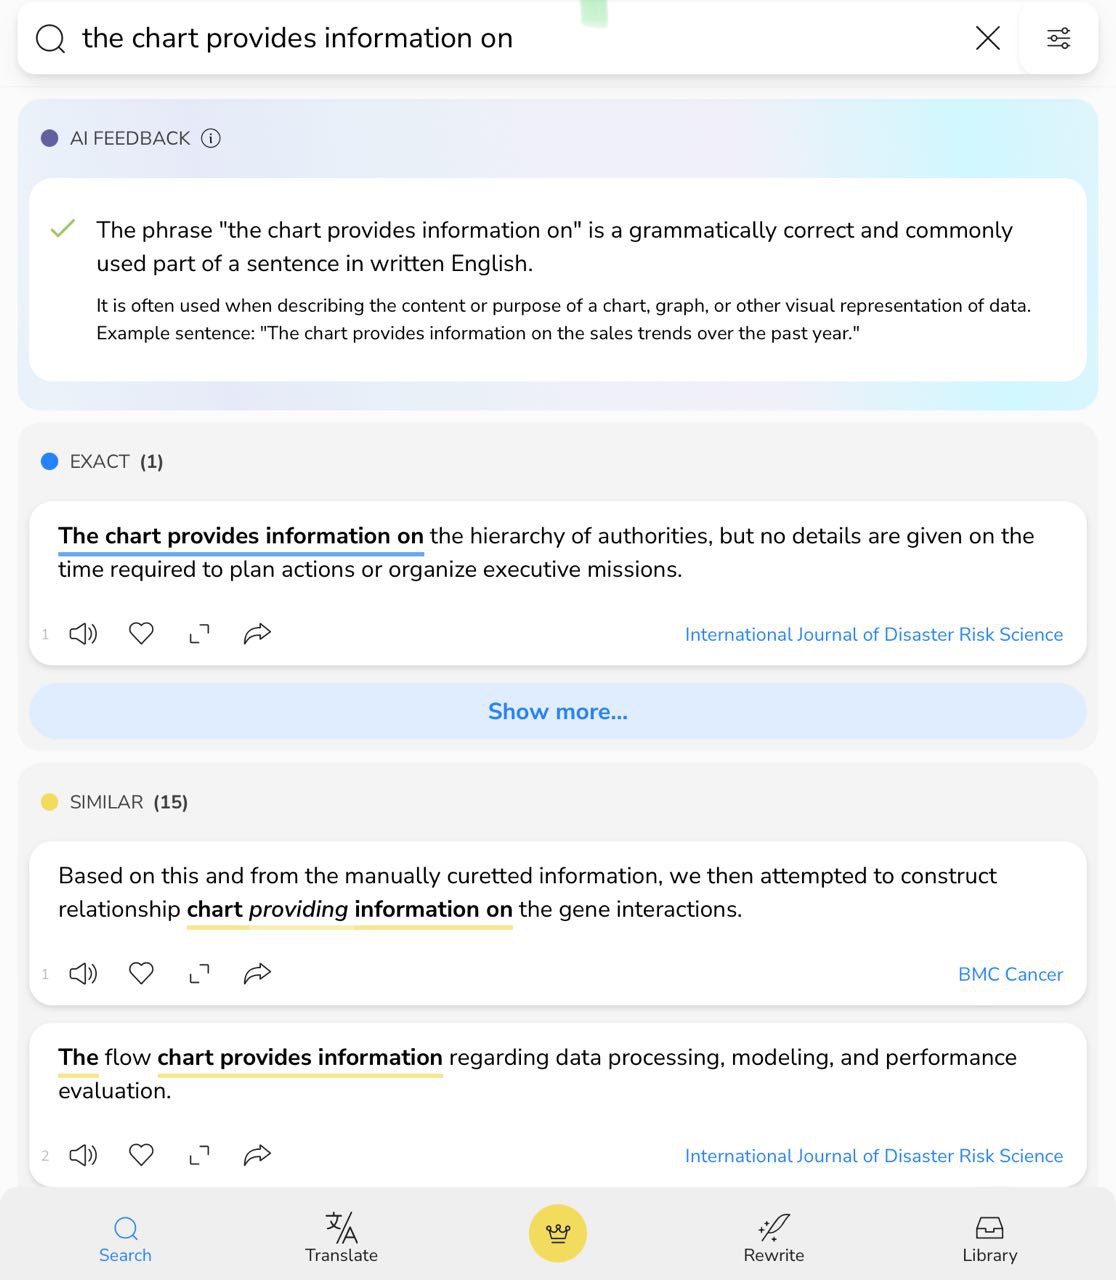 the chart provides information on
AI FEEDBACK
The phrase "the chart provides information on" is a grammatically correct and commonly
used part of a sentence in written English.
It is often used when describing the content or purpose of a chart, graph, or other visual representation of data.
Example sentence: "The chart provides information on the sales trends over the past year."
EXACT (1)
The chart provides information on the hierarchy of authorities, but no details are given on the
time required to plan actions or organize executive missions.
1 International Journal of Disaster Risk Science
Show more...
SIMILAR (15)
Based on this and from the manually curetted information, we then attempted to construct
relationship chart providing information on the gene interactions.
1 BMC Cancer
The flow chart provides information regarding data processing, modeling, and performance
evaluation.
2 International Journal of Disaster Risk Science
Search Translate Rewrite Library